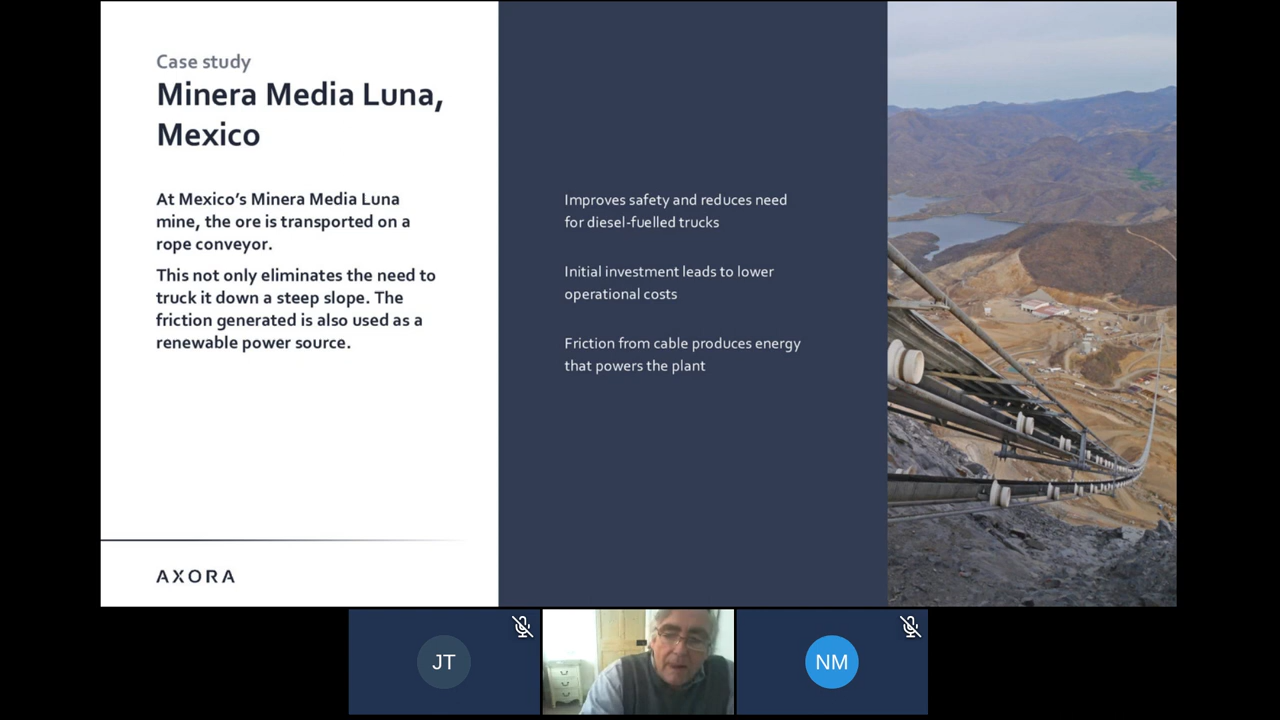 Case study
Minera Media Luna,
Mexico
At Mexico's Minera Media Luna
mine, the ore is transported on a
rope conveyor.
This not only eliminates the need to
truck it down a steep slope. The
friction generated is also used as a
renewable power source.
AXORA
Improves safety and reduces need
for diesel-fuelled trucks
Initial investment leads to lower
operational costs
Friction from cable produces energy
that powers the plant
JT
NM